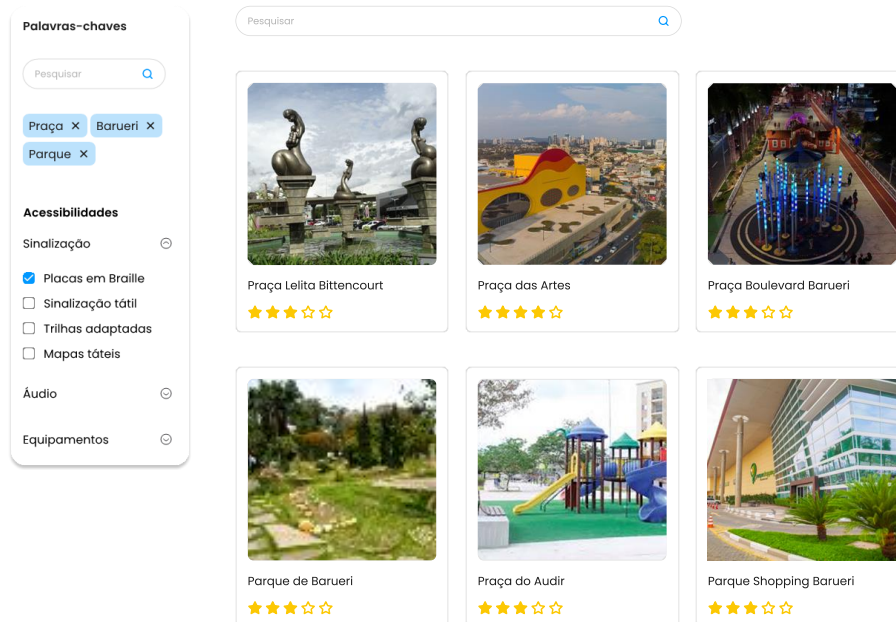 Palavras-chaves
Pesquisar
Praça ✕ Barueri ✕
Parque ✕
Acessibilidades
Sinalização
Placas em Braille
Sinalização tátil
Trilhas adaptadas
Mapas táteis
Áudio
Equipamentos
Pesquisar
Praça Lelita Bittencourt
Praça das Artes
Praça Boulevard Barueri
Parque de Barueri
Praça do Audir
Parque Shopping Barueri